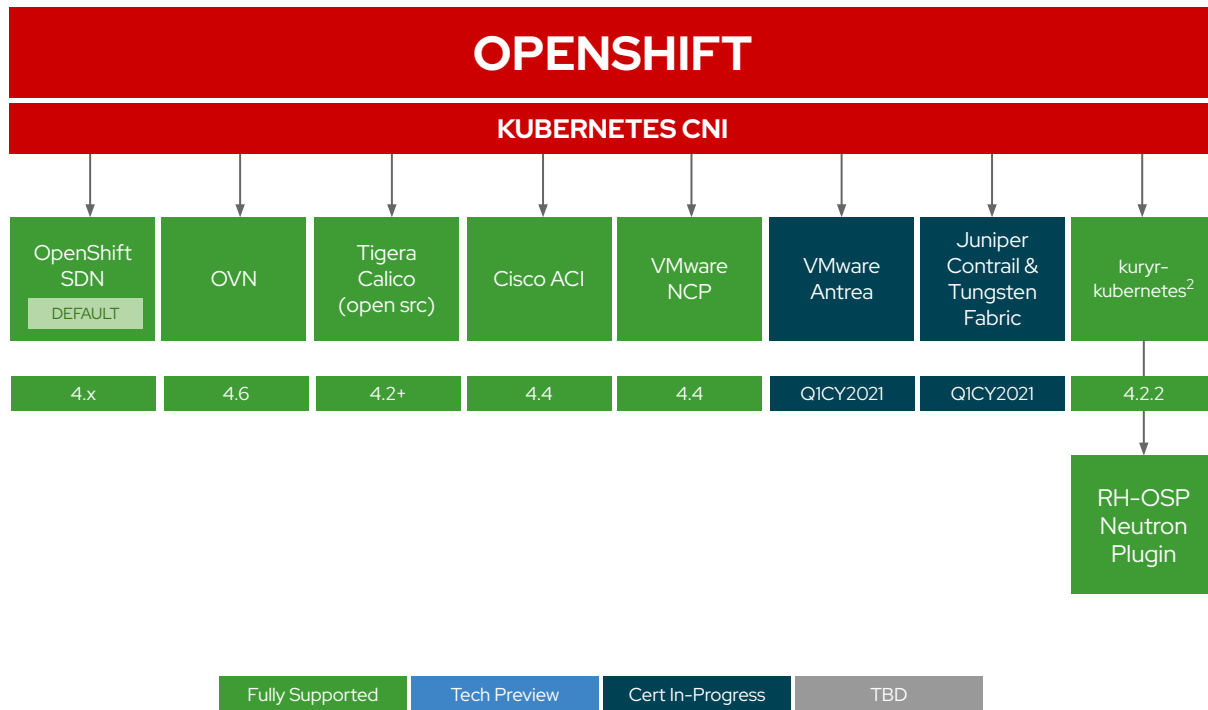 OPENSHIFT
KUBERNETES CNI
OpenShift
SDN
DEFAULT
OVN
Tigera
Calico
(open src)
Cisco ACI
VMware
NCP
VMware
Antrea
Juniper
Contrail &
Tungsten
Fabric
kuryr-
kubernetes²
4.x
4.6
4.2+
4.4
4.4
Q1CY2021
Q1CY2021
4.2.2
RH-OSP
Neutron
Plugin
Fully Supported
Tech Preview
Cert In-Progress
TBD